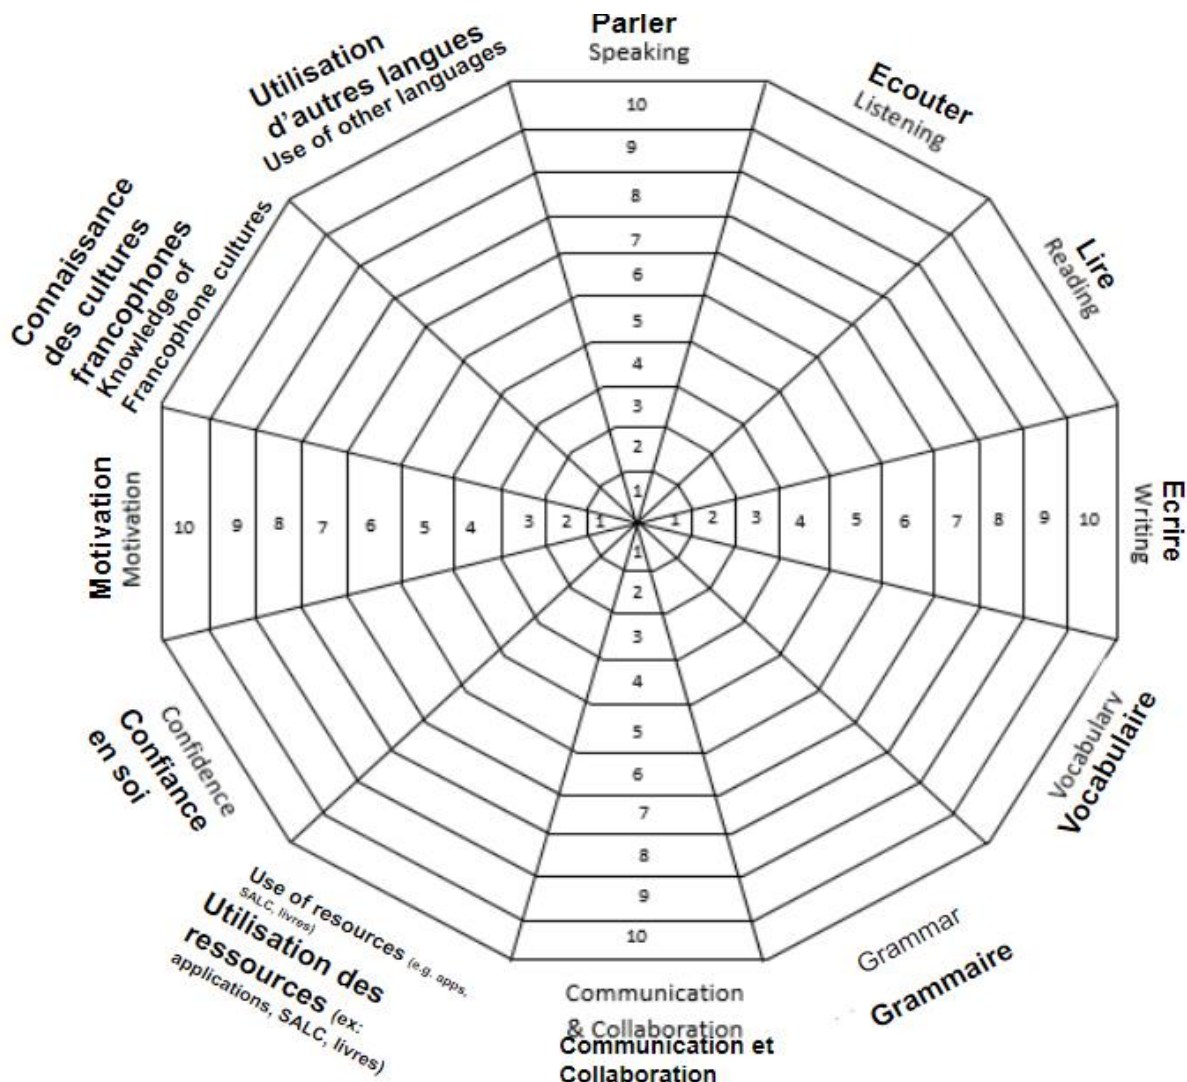 Parler
Speaking
Ecouter
Listening
Lire
Reading
Ecrire
Writing
Vocabulary
Vocabulaire
Grammar
Grammaire
Communication
& Collaboration
Communication et
Collaboration
Use of resources (e.g. apps,
SALC, livres)
Utilisation des
ressources (ex:
applications, SALC, livres)
Confidence
Confiance
en soi
Motivation
Motivation
Connaissance
des cultures
francophones
Knowledge of
Francophone cultures
Utilisation
d'autres langues
Use of other languages
10
9
8
7
6
5
4
3
2
1
10 9 8 7 6 5 4 3 2 1 1 2 3 4 5 6 7 8 9 10
1
2
3
4
5
6
7
8
9
10